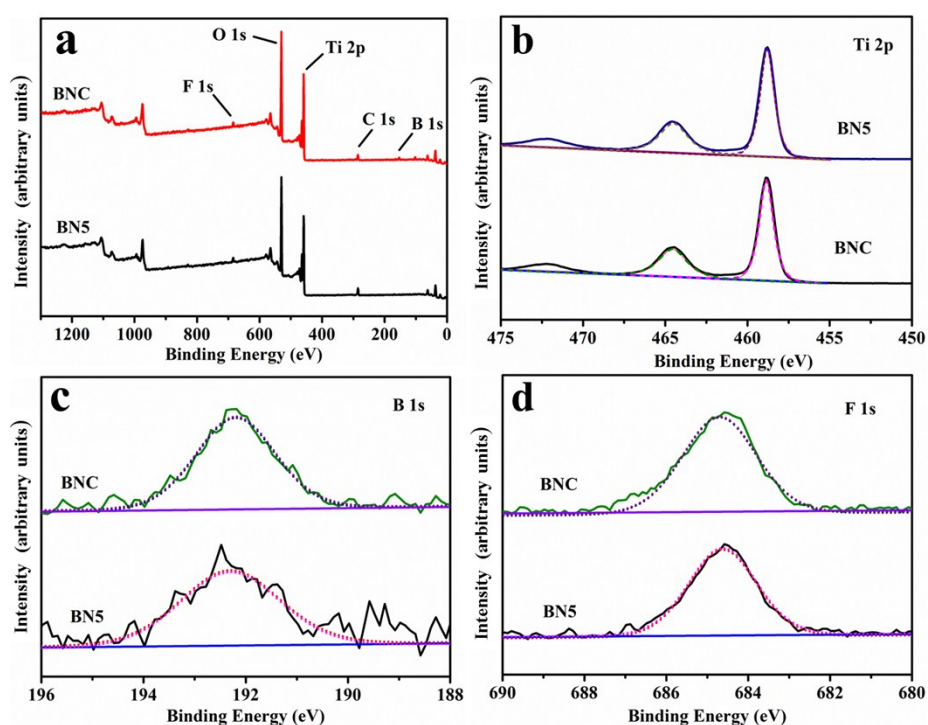 a
O 1s
Ti 2p
BNC
F 1s
C 1s
B 1s
BN5
Intensity (arbitrary units)
1200 1000 800 600 400 200 0
Binding Energy (eV)
b
Ti 2p
BN5
BNC
Intensity (arbitrary units)
475 470 465 460 455 450
Binding Energy (eV)
c
B 1s
BNC
BN5
Intensity (arbitrary units)
196 194 192 190 188
Binding Energy (eV)
d
F 1s
BNC
BN5
Intensity (arbitrary units)
690 688 686 684 682 680
Binding Energy (eV)